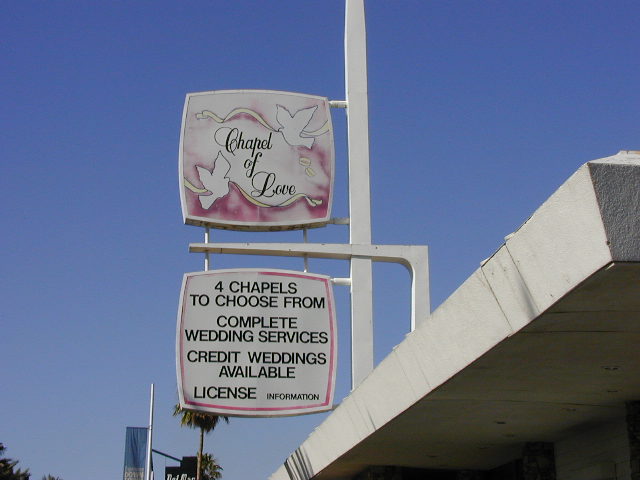 Chapel
of
Love
4 CHAPELS
TO CHOOSE FROM
COMPLETE
WEDDING SERVICES
CREDIT WEDDINGS
AVAILABLE
LICENSE INFORMATION